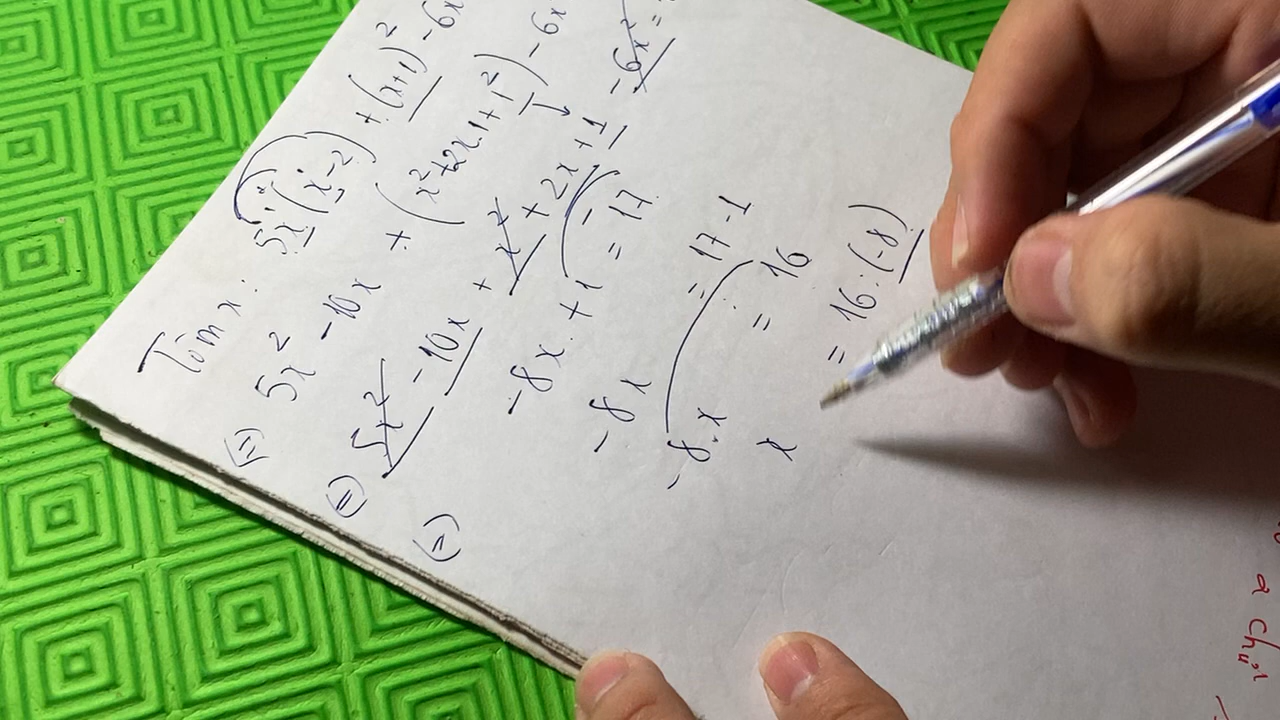 Tìm x: 5x(x-2) + (x+1)² - 6x
(=) 5x² - 10x + (x² + 2x.1 + 1²) - 6x
(=) 5x² - 10x + x² + 2x + 1 - 6x² =
(=) -8x + 1 = 17
-8x = 17 - 1
-8.x = 16
x = 16:(-8)
a